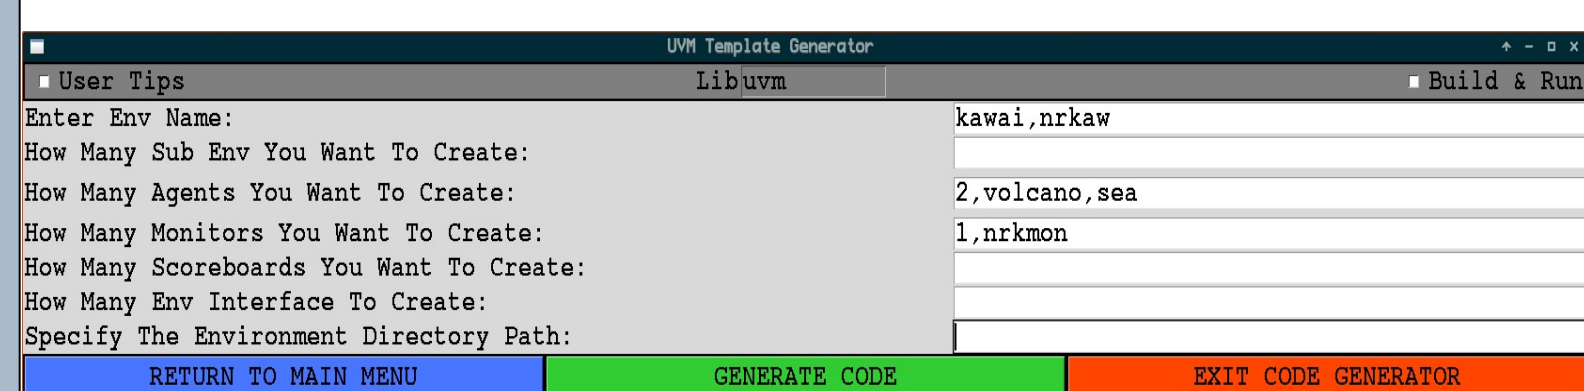 UVM Template Generator
User Tips Lib uvm Build & Run
Enter Env Name: kawai,nrkaw
How Many Sub Env You Want To Create:
How Many Agents You Want To Create: 2,volcano,sea
How Many Monitors You Want To Create: 1,nrkmon
How Many Scoreboards You Want To Create:
How Many Env Interface To Create:
Specify The Environment Directory Path:
RETURN TO MAIN MENU GENERATE CODE EXIT CODE GENERATOR